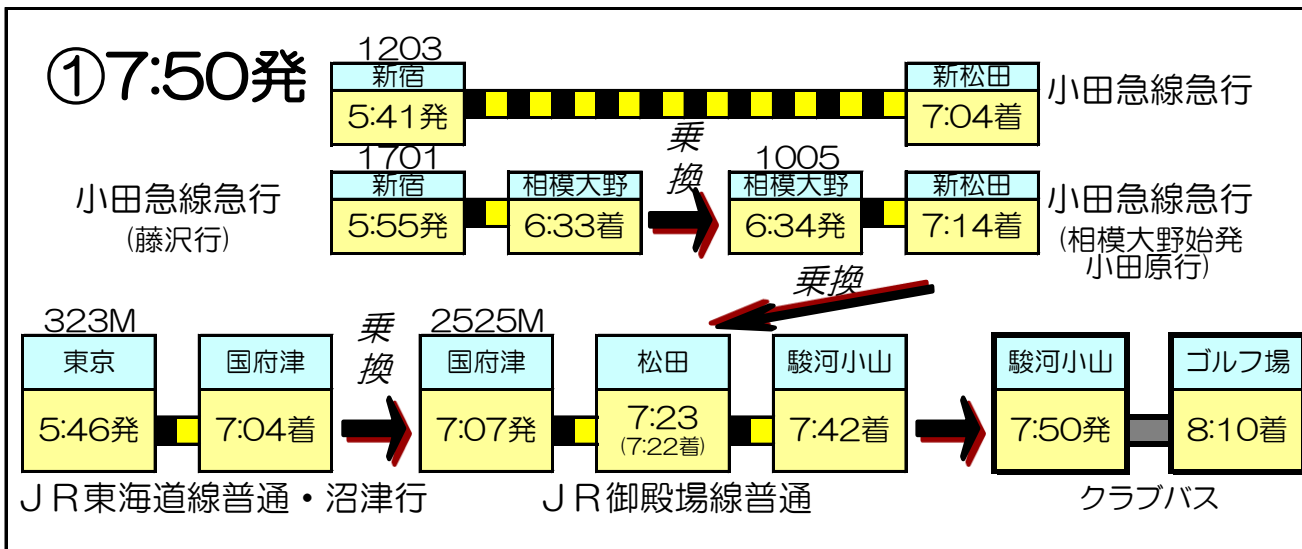 ①7:50発
1203
新宿
5:41発
新松田
7:04着
小田急線急行
小田急線急行
(藤沢行)
1701
新宿
5:55発
相模大野
6:33着
乗換
1005
相模大野
6:34発
新松田
7:14着
小田急線急行
(相模大野始発
小田原行)
乗換
323M
東京
5:46発
国府津
7:04着
乗換
2525M
国府津
7:07発
松田
7:23
(7:22着)
駿河小山
7:42着
駿河小山
7:50発
ゴルフ場
8:10着
ＪＲ東海道線普通・沼津行
ＪＲ御殿場線普通
クラブバス